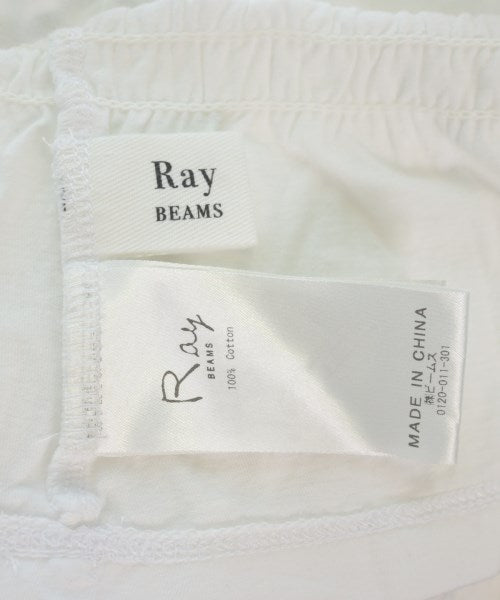 Ray
BEAMS
Ray
BEAMS
100% Cotton
MADE IN CHINA
㈱ビームス
0120-011-301